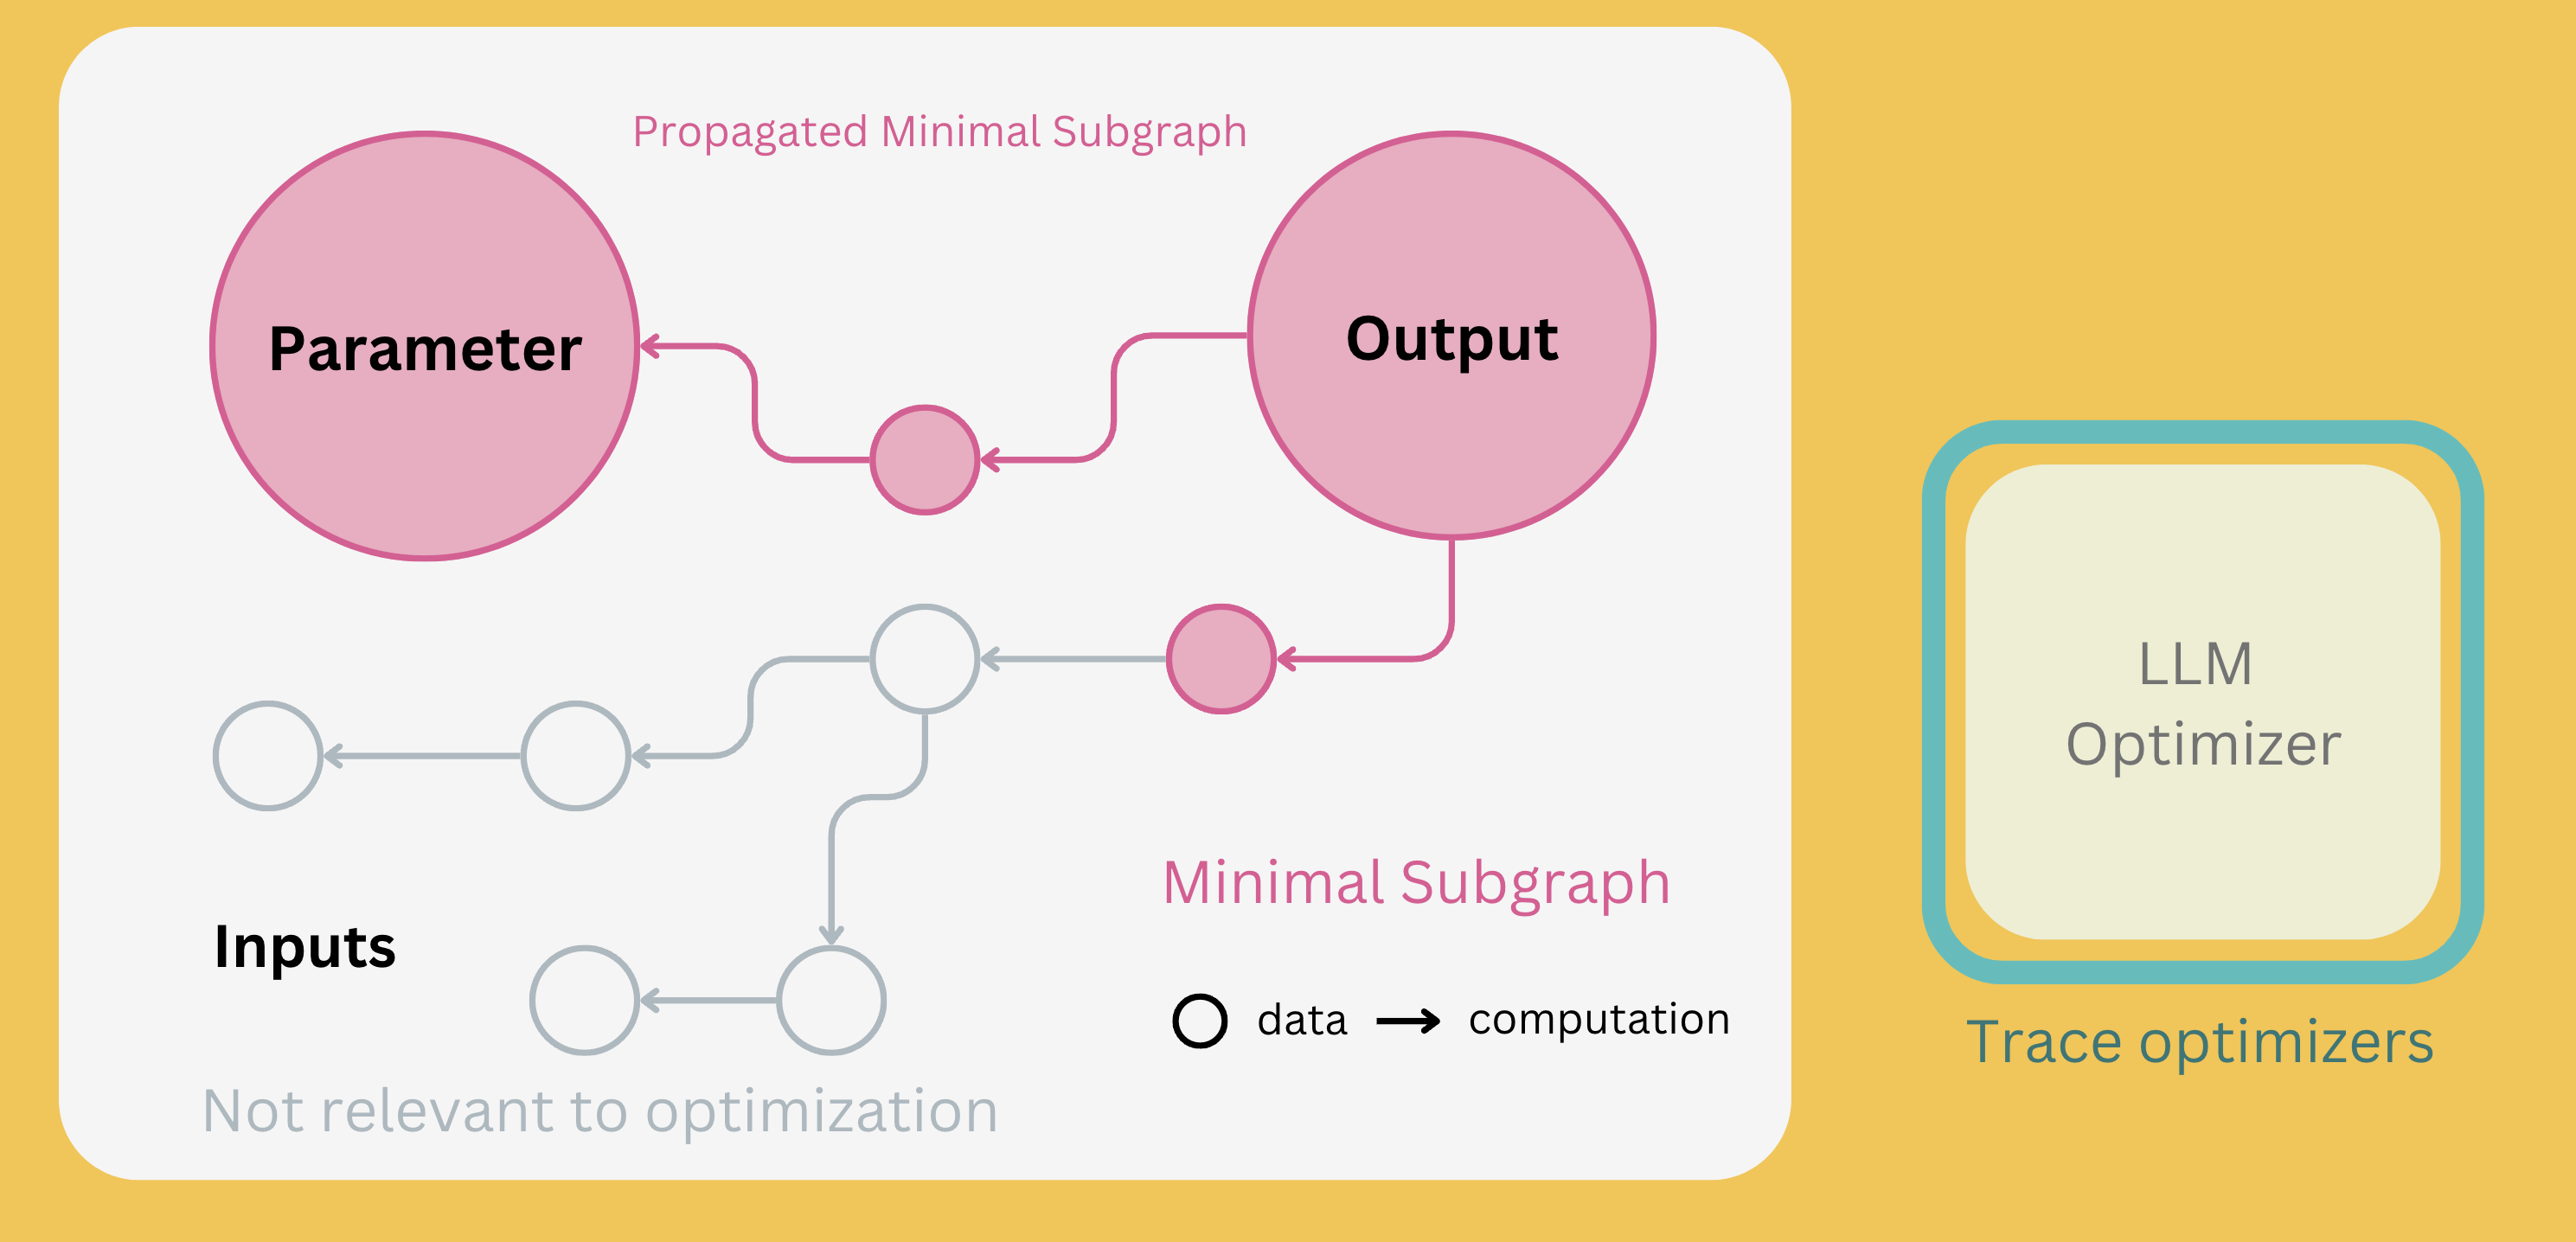 Propagated Minimal Subgraph
Parameter
Output
LLM
Optimizer
Minimal Subgraph
Inputs
data
computation
Trace optimizers
Not relevant to optimization